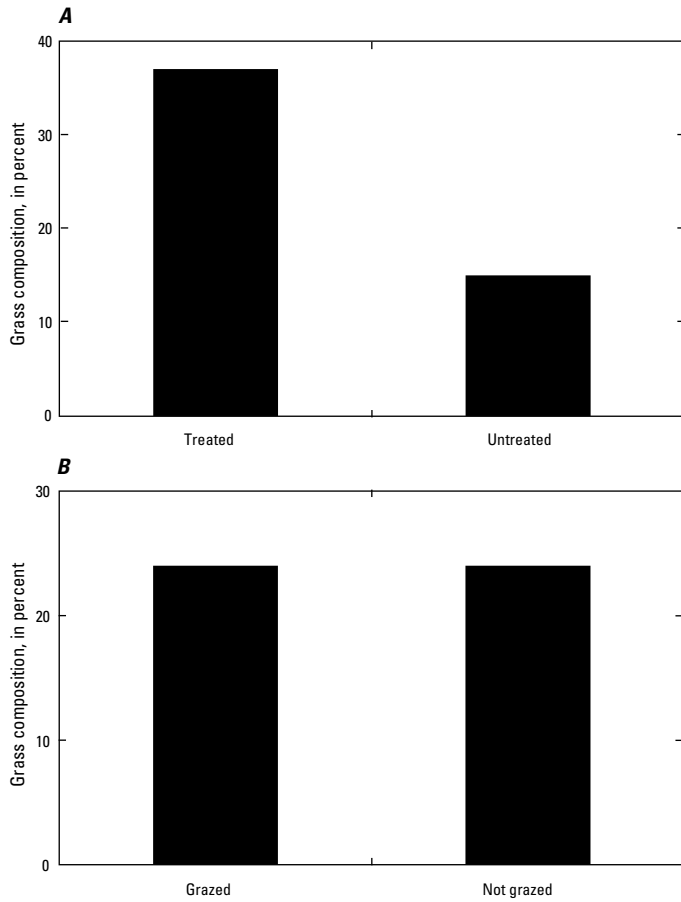 A
Grass composition, in percent
40
30
20
10
0
Treated
Untreated
B
Grass composition, in percent
30
20
10
0
Grazed
Not grazed